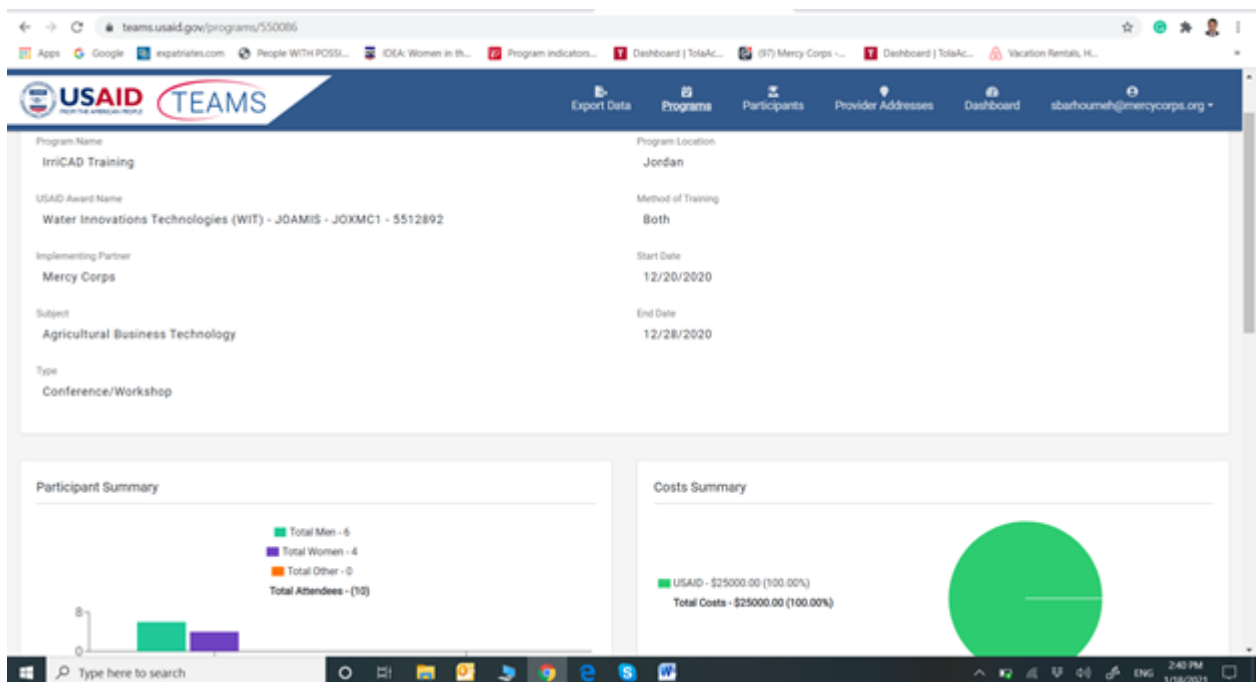 teams.usaid.gov/programs/550086
Apps Google expatriates.com People WITH POSSI... IDEA: Women in th... Program indicators... Dashboard | TolaAc... (97) Mercy Corps -... Dashboard | TolaAc... Vacation Rentals, H...
USAID TEAMS
FROM THE AMERICAN PEOPLE
Export Data Programs Participants Provider Addresses Dashboard sbarhoumeh@mercycorps.org
Program Name
IrriCAD Training
Program Location
Jordan
USAID Award Name
Water Innovations Technologies (WIT) - JOAMIS - JOXMC1 - 5512892
Method of Training
Both
Implementing Partner
Mercy Corps
Start Date
12/20/2020
Subject
Agricultural Business Technology
End Date
12/28/2020
Type
Conference/Workshop
Participant Summary
Total Men - 6
Total Women - 4
Total Other - 0
Total Attendees - (10)
8
0
Costs Summary
USAID - $25000.00 (100.00%)
Total Costs - $25000.00 (100.00%)
Type here to search
ENG
2:40 PM
1/18/2021